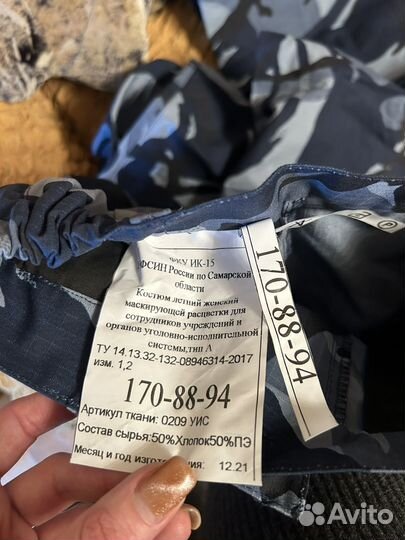 ФКУ ИК-15
ФСИН России по Самарской
области
Костюм летний женский
маскирующей расцветки для
сотрудников учреждений и
органов уголовно-исполнительной
системы,тип А
ТУ 14.13.32-132-08946314-2017
изм. 1,2
170-88-94
Артикул ткани: 0209 УИС
Состав сырья:50%Хлопок50%ПЭ
Месяц и год изготовления: 12.21
170-88-94
Avito